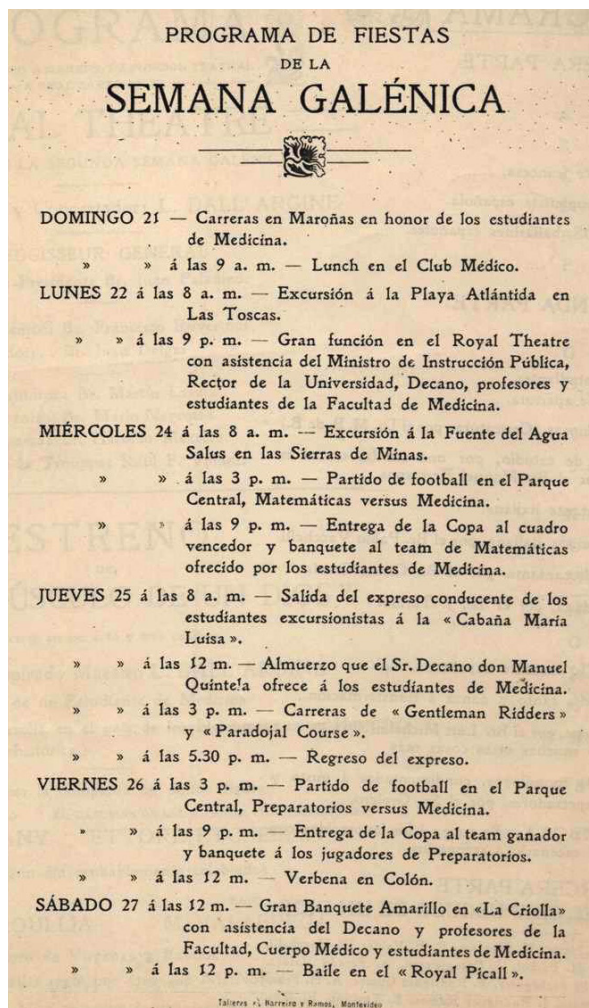 PROGRAMA DE FIESTAS
DE LA
SEMANA GALÉNICA
DOMINGO 21 — Carreras en Maroñas en honor de los estudiantes
de Medicina.
» » á las 9 a. m. — Lunch en el Club Médico.
LUNES 22 á las 8 a. m. — Excursión á la Playa Atlántida en
Las Toscas.
» » á las 9 p. m. — Gran función en el Royal Theatre
con asistencia del Ministro de Instrucción Pública,
Rector de la Universidad, Decano, profesores y
estudiantes de la Facultad de Medicina.
MIÉRCOLES 24 á las 8 a. m. — Excursión á la Fuente del Agua
Salus en las Sierras de Minas.
» » á las 3 p. m. — Partido de football en el Parque
Central, Matemáticas versus Medicina.
» » á las 9 p. m. — Entrega de la Copa al cuadro
vencedor y banquete al team de Matemáticas
ofrecido por los estudiantes de Medicina.
JUEVES 25 á las 8 a. m. — Salida del expreso conducente de los
estudiantes excursionistas á la « Cabaña María
Luisa ».
» » á las 12 m. — Almuerzo que el Sr. Decano don Manuel
Quintela ofrece á los estudiantes de Medicina.
» » á las 3 p. m. — Carreras de « Gentleman Ridders »
y « Paradojal Course ».
» » á las 5.30 p. m. — Regreso del expreso.
VIERNES 26 á las 3 p. m. — Partido de football en el Parque
Central, Preparatorios versus Medicina.
» » á las 9 p. m. — Entrega de la Copa al team ganador
y banquete á los jugadores de Preparatorios.
» » á las 12 m. — Verbena en Colón.
SÁBADO 27 á las 12 m. — Gran Banquete Amarillo en «La Criolla»
con asistencia del Decano y profesores de la
Facultad, Cuerpo Médico y estudiantes de Medicina.
» » á las 12 p. m. — Baile en el « Royal Picall ».
Talleres Barreiro y Ramos, Montevideo